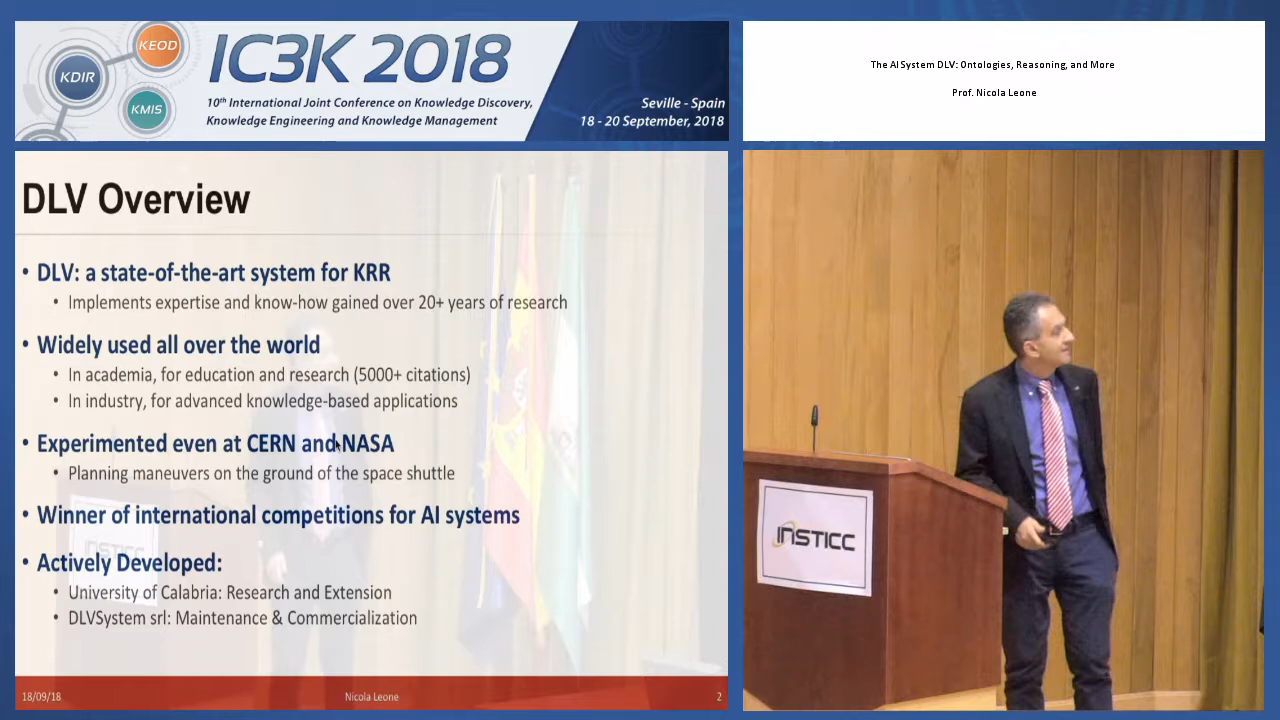 KEOD
KDIR
KMIS
IC3K 2018
10th International Joint Conference on Knowledge Discovery,
Knowledge Engineering and Knowledge Management
Seville - Spain
18 - 20 September, 2018
The AI System DLV: Ontologies, Reasoning, and More
Prof. Nicola Leone
DLV Overview
• DLV: a state-of-the-art system for KRR
• Implements expertise and know-how gained over 20+ years of research
• Widely used all over the world
• In academia, for education and research (5000+ citations)
• In industry, for advanced knowledge-based applications
• Experimented even at CERN and NASA
• Planning maneuvers on the ground of the space shuttle
• Winner of international competitions for AI systems
• Actively Developed:
• University of Calabria: Research and Extension
• DLVSystem srl: Maintenance & Commercialization
18/09/18
Nicola Leone
2
INSTICC